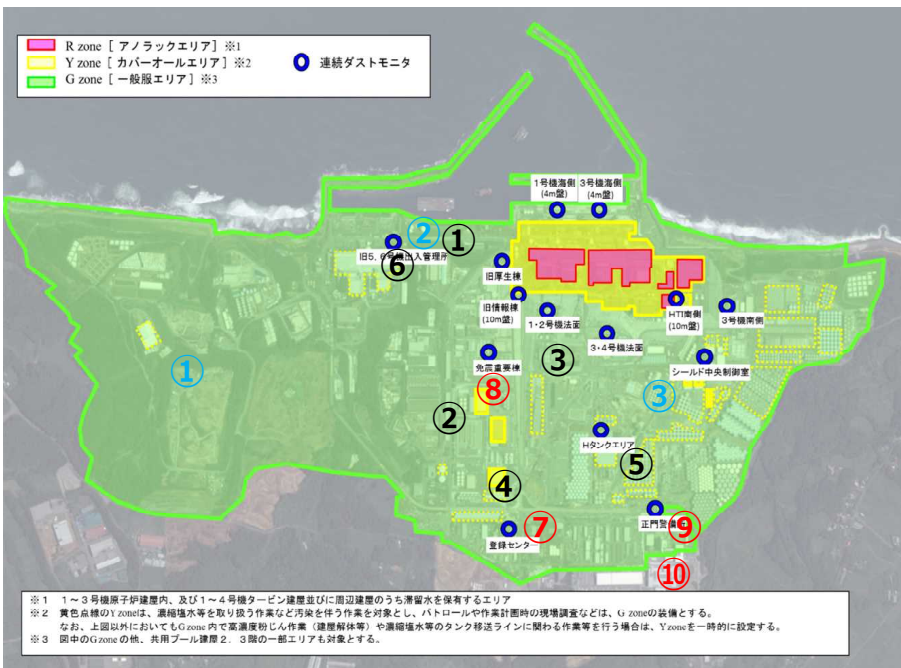 R zone [ アノラックエリア] ※1
Y zone [ カバーオールエリア] ※2
G zone [ 一般服エリア] ※3
連続ダストモニタ
1号機海側
(4m盤)
3号機海側
(4m盤)
②
①
旧5, 6号機出入管理所
⑥
旧厚生棟
旧情報棟
(10m盤)
1・2号機法面
HTI南側
(10m盤)
3号機南側
3・4号機法面
免震重要棟
③
シールド中央制御室
①
⑧
③
②
Hタンクエリア
⑤
④
登録センター
⑦
正門警備所
⑨
⑩
※1 1~3号機原子炉建屋内、及び1~4号機タービン建屋並びに周辺建屋のうち滞留水を保有するエリア
※2 黄色点線のYzoneは、濃縮塩水等を取り扱う作業など汚染を伴う作業を対象とし、パトロールや作業計画時の現場調査などは、G zoneの装備とする。
なお、上図以外においてもGzone内で高濃度粉じん作業（建屋解体等）や濃縮塩水等のタンク移送ラインに関わる作業等を行う場合は、Yzoneを一時的に設定する。
※3 図中のGzoneの他、共用プール建屋2．3階の一部エリアも対象とする。